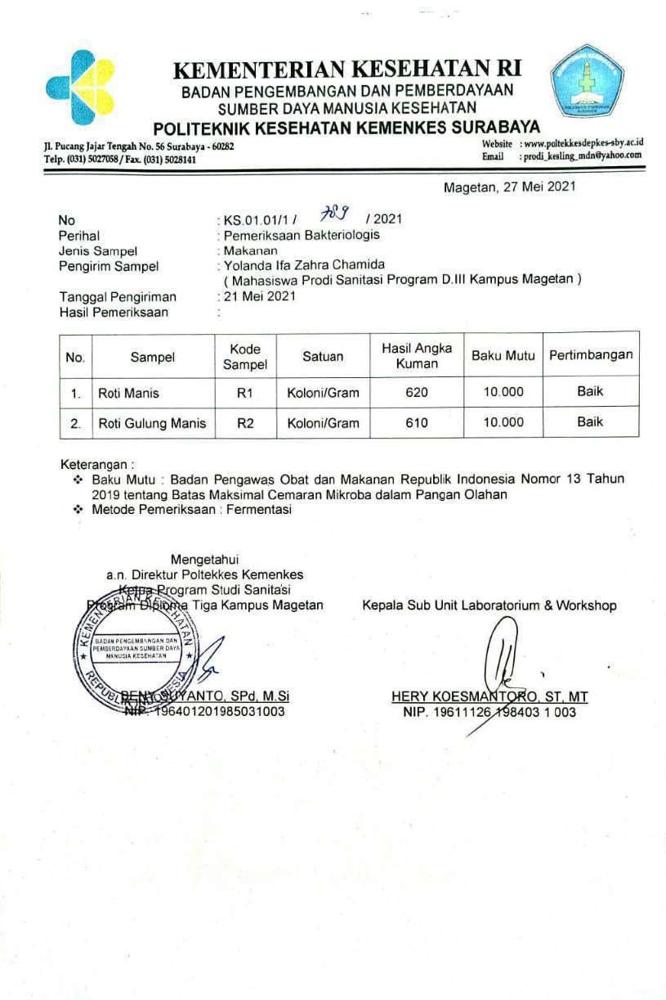 KEMENTERIAN KESEHATAN RI
BADAN PENGEMBANGAN DAN PEMBERDAYAAN
SUMBER DAYA MANUSIA KESEHATAN
POLITEKNIK KESEHATAN KEMENKES SURABAYA
Jl. Pucang Jajar Tengah No. 56 Surabaya - 60282
Telp. (031) 5027058 / Fax. (031) 5028141
Website : www.poltekkesdepkes-sby.ac.id
Email : prodi_kesling_mdn@yahoo.com
Magetan, 27 Mei 2021
No : KS.01.01/1 / 789 / 2021
Perihal : Pemeriksaan Bakteriologis
Jenis Sampel : Makanan
Pengirim Sampel : Yolanda Ifa Zahra Chamida
( Mahasiswa Prodi Sanitasi Program D.III Kampus Magetan )
Tanggal Pengiriman : 21 Mei 2021
Hasil Pemeriksaan :
No. Sampel Kode Sampel Satuan Hasil Angka Kuman Baku Mutu Pertimbangan
1. Roti Manis R1 Koloni/Gram 620 10.000 Baik
2. Roti Gulung Manis R2 Koloni/Gram 610 10.000 Baik
Keterangan :
❖ Baku Mutu : Badan Pengawas Obat dan Makanan Republik Indonesia Nomor 13 Tahun
2019 tentang Batas Maksimal Cemaran Mikroba dalam Pangan Olahan
❖ Metode Pemeriksaan : Fermentasi
Mengetahui
a.n. Direktur Poltekkes Kemenkes
Ketua Program Studi Sanitasi
Program Diploma Tiga Kampus Magetan
KEMENTERIAN KESEHATAN
BADAN PENGEMBANGAN DAN
PEMBERDAYAAN SUMBER DAYA
MANUSIA KESEHATAN
REPUBLIK INDONESIA
BENY SUYANTO, SPd, M.Si
NIP. 196401201985031003
Kepala Sub Unit Laboratorium & Workshop
HERY KOESMANTORO, ST, MT
NIP. 19611126 198403 1 003